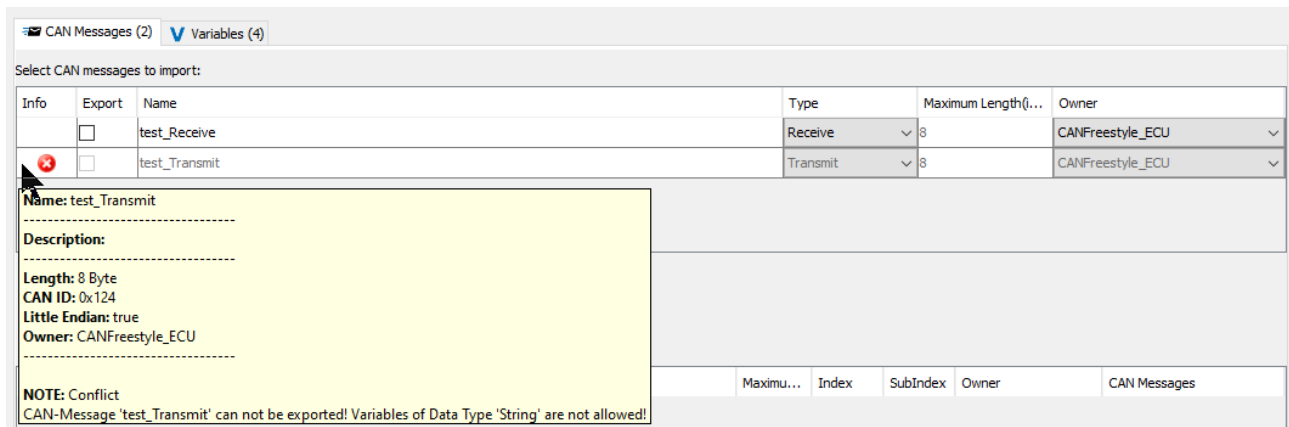 CAN Messages (2) Variables (4)
Select CAN messages to import:
Info Export Name Type Maximum Length(i... Owner
test_Receive Receive 8 CANFreestyle_ECU
test_Transmit Transmit 8 CANFreestyle_ECU
Name: test_Transmit
----------------------------------
Description:
----------------------------------
Length: 8 Byte
CAN ID: 0x124
Little Endian: true
Owner: CANFreestyle_ECU
----------------------------------
Maximu... Index SubIndex Owner CAN Messages
NOTE: Conflict
CAN-Message 'test_Transmit' can not be exported! Variables of Data Type 'String' are not allowed!